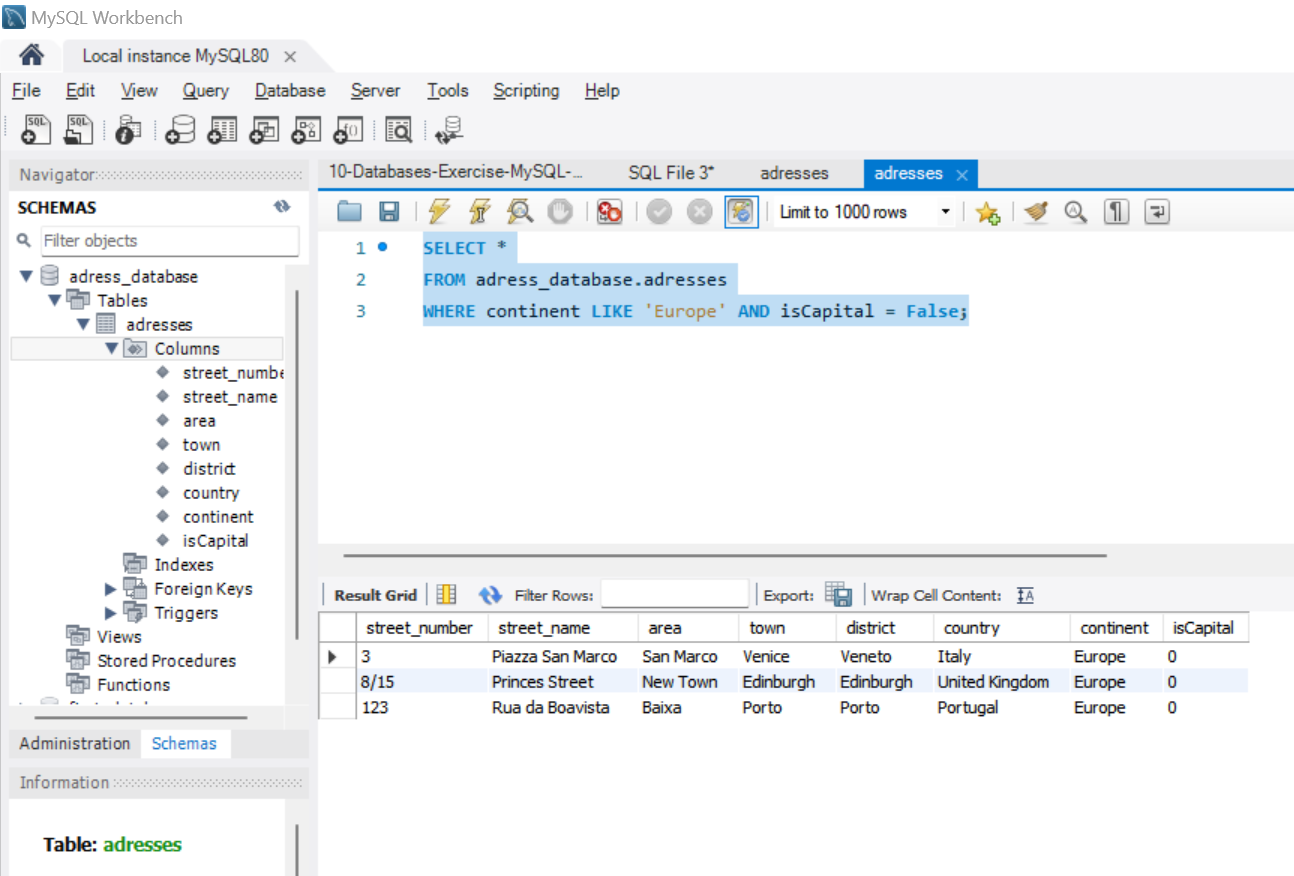 MySQL Workbench
Local instance MySQL80
File Edit View Query Database Server Tools Scripting Help
Navigator
SCHEMAS
Filter objects
adress_database
Tables
adresses
Columns
street_numbe
street_name
area
town
district
country
continent
isCapital
Indexes
Foreign Keys
Triggers
Views
Stored Procedures
Functions
Administration Schemas
Information
Table: adresses
10-Databases-Exercise-MySQL-... SQL File 3* adresses adresses
Limit to 1000 rows
1 SELECT *
2 FROM adress_database.adresses
3 WHERE continent LIKE 'Europe' AND isCapital = False;
Result Grid Filter Rows: Export: Wrap Cell Content:
street_number street_name area town district country continent isCapital
3 Piazza San Marco San Marco Venice Veneto Italy Europe 0
8/15 Princes Street New Town Edinburgh Edinburgh United Kingdom Europe 0
123 Rua da Boavista Baixa Porto Porto Portugal Europe 0